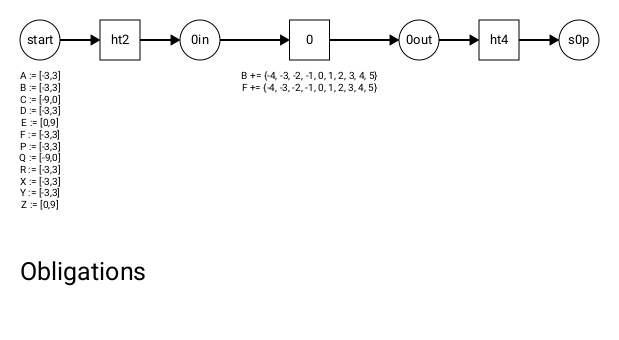 start ht2 0in 0 0out ht4 s0p
A := [-3,3]
B := [-3,3]
C := [-9,0]
D := [-3,3]
E := [0,9]
F := [-3,3]
P := [-3,3]
Q := [-9,0]
R := [-3,3]
X := [-3,3]
Y := [-3,3]
Z := [0,9]
B += {-4, -3, -2, -1, 0, 1, 2, 3, 4, 5}
F += {-4, -3, -2, -1, 0, 1, 2, 3, 4, 5}
Obligations